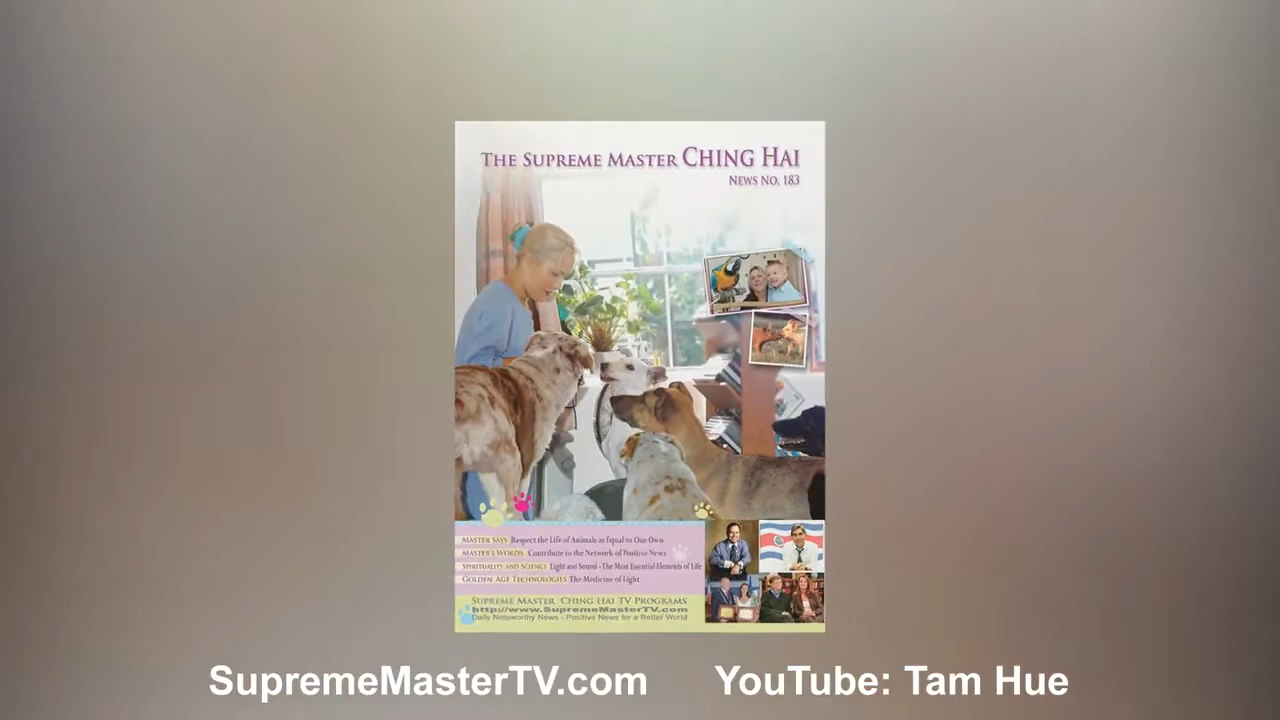 THE SUPREME MASTER CHING HAI
NEWS NO. 183
MASTER SAYS Respect the Life of Animals as Equal to Our Own
MASTER'S WORDS Contribute to the Network of Positive News
SPIRITUALITY AND SCIENCE Light and Sound - The Most Essential Elements of Life
GOLDEN AGE TECHNOLOGIES The Medicine of Light
SUPREME MASTER CHING HAI TV PROGRAMS
http://www.SupremeMasterTV.com
Daily Noteworthy News - Positive News for a Better World
SupremeMasterTV.com YouTube: Tam Hue